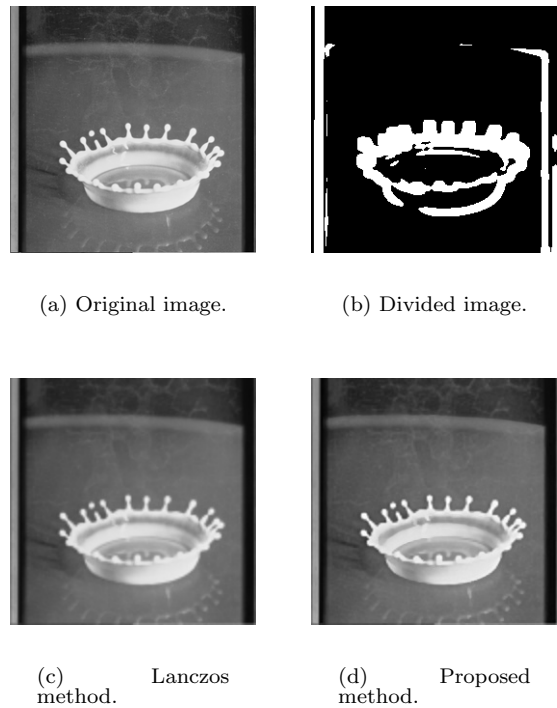 (a) Original image.
(b) Divided image.
(c) Lanczos
method.
(d) Proposed
method.